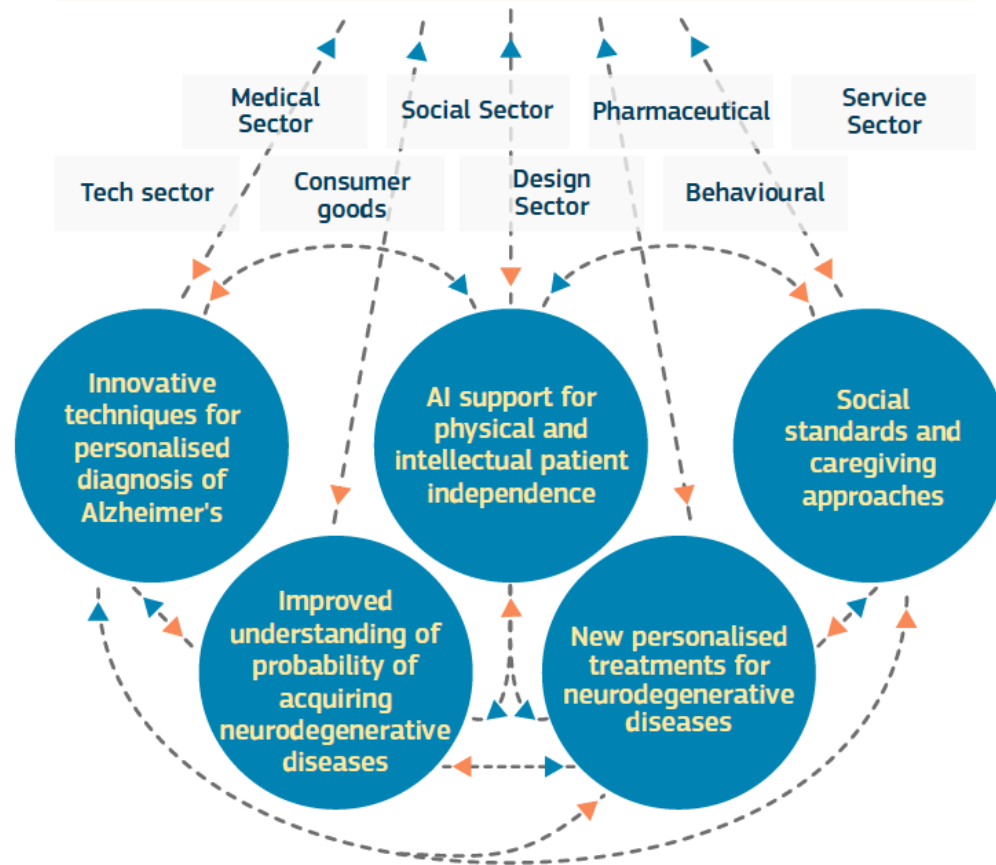 Medical
Sector
Social Sector
Pharmaceutical
Service
Sector
Tech sector
Consumer
goods
Design
Sector
Behavioural
Innovative
techniques for
personalised
diagnosis of
Alzheimer's
AI support for
physical and
intellectual patient
independence
Social
standards and
caregiving
approaches
Improved
understanding of
probability of
acquiring
neurodegenerative
diseases
New personalised
treatments for
neurodegenerative
diseases